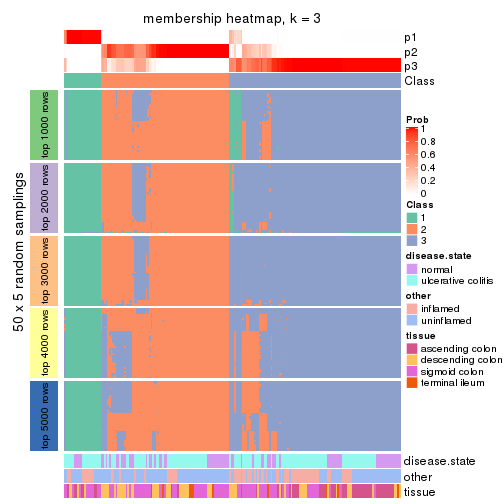 membership heatmap, k = 3
p1
p2
p3
Class
50 x 5 random samplings
top 1000 rows
top 2000 rows
top 3000 rows
top 4000 rows
top 5000 rows
disease.state
other
tissue
Prob
1
0.8
0.6
0.4
0.2
0
Class
1
2
3
disease.state
normal
ulcerative colitis
other
inflamed
uninflamed
tissue
ascending colon
descending colon
sigmoid colon
terminal ileum